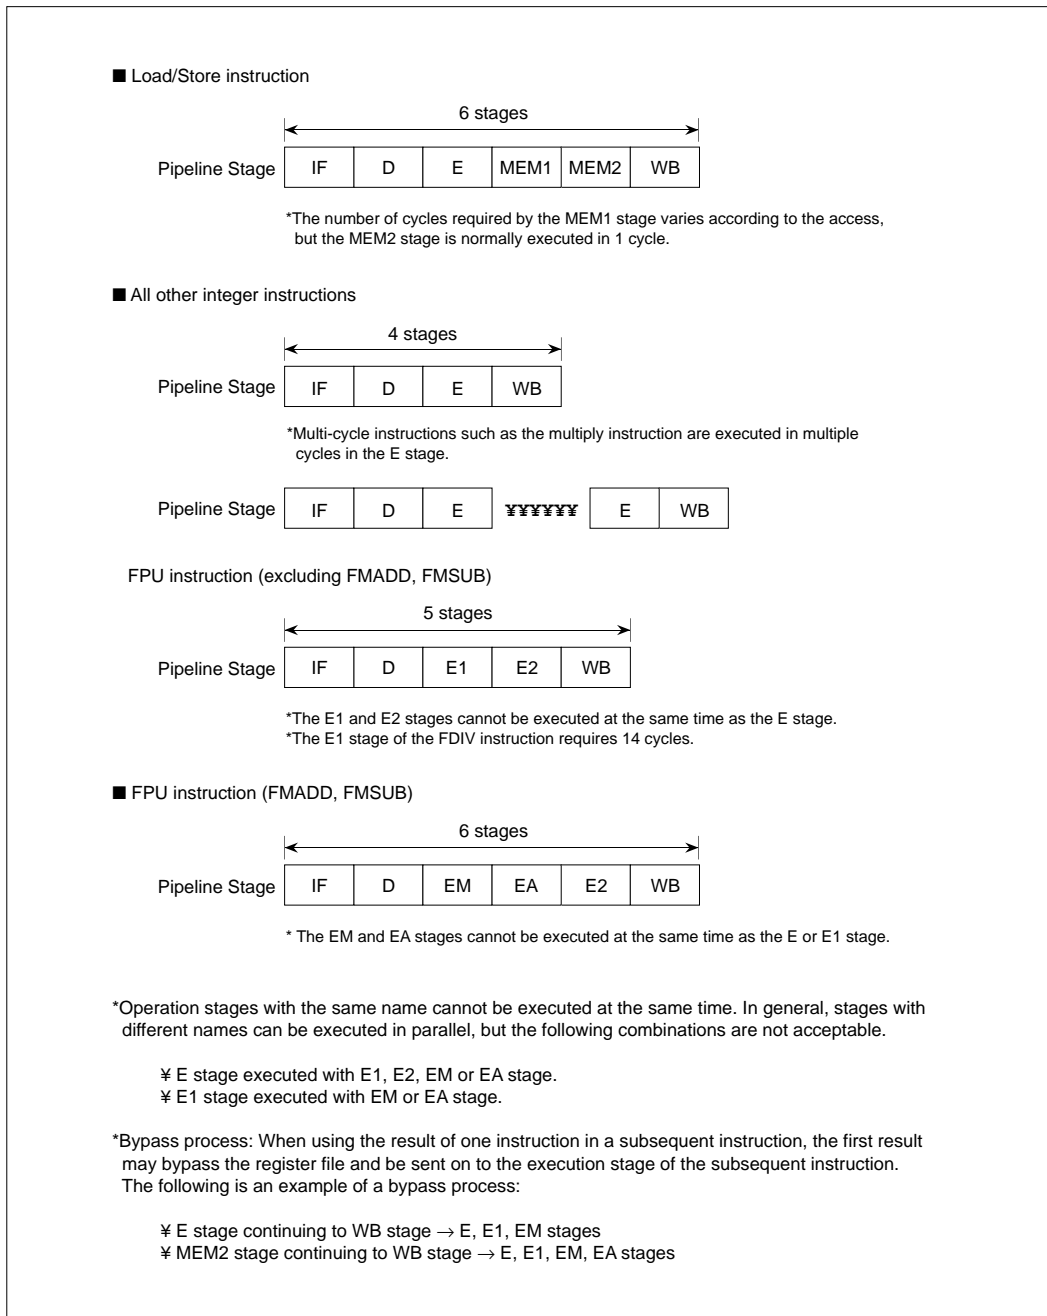 ■ Load/Store instruction
6 stages
Pipeline Stage IF D E MEM1 MEM2 WB
*The number of cycles required by the MEM1 stage varies according to the access,
but the MEM2 stage is normally executed in 1 cycle.
■ All other integer instructions
4 stages
Pipeline Stage IF D E WB
*Multi-cycle instructions such as the multiply instruction are executed in multiple
cycles in the E stage.
Pipeline Stage IF D E ¥¥¥¥¥¥ E WB
FPU instruction (excluding FMADD, FMSUB)
5 stages
Pipeline Stage IF D E1 E2 WB
*The E1 and E2 stages cannot be executed at the same time as the E stage.
*The E1 stage of the FDIV instruction requires 14 cycles.
■ FPU instruction (FMADD, FMSUB)
6 stages
Pipeline Stage IF D EM EA E2 WB
* The EM and EA stages cannot be executed at the same time as the E or E1 stage.
*Operation stages with the same name cannot be executed at the same time. In general, stages with
different names can be executed in parallel, but the following combinations are not acceptable.
¥ E stage executed with E1, E2, EM or EA stage.
¥ E1 stage executed with EM or EA stage.
*Bypass process: When using the result of one instruction in a subsequent instruction, the first result
may bypass the register file and be sent on to the execution stage of the subsequent instruction.
The following is an example of a bypass process:
¥ E stage continuing to WB stage → E, E1, EM stages
¥ MEM2 stage continuing to WB stage → E, E1, EM, EA stages